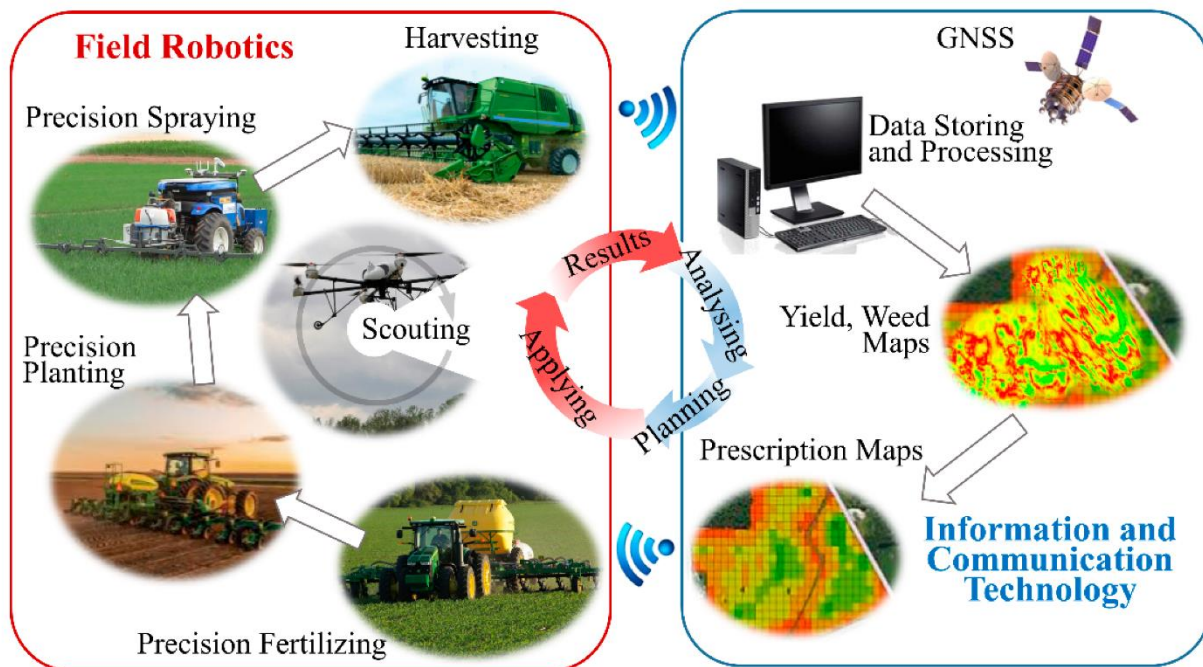 Field Robotics
Harvesting
Precision Spraying
Scouting
Precision
Planting
Precision Fertilizing
Results
Analysing
Planning
Applying
GNSS
Data Storing
and Processing
Yield, Weed
Maps
Prescription Maps
Information and
Communication
Technology